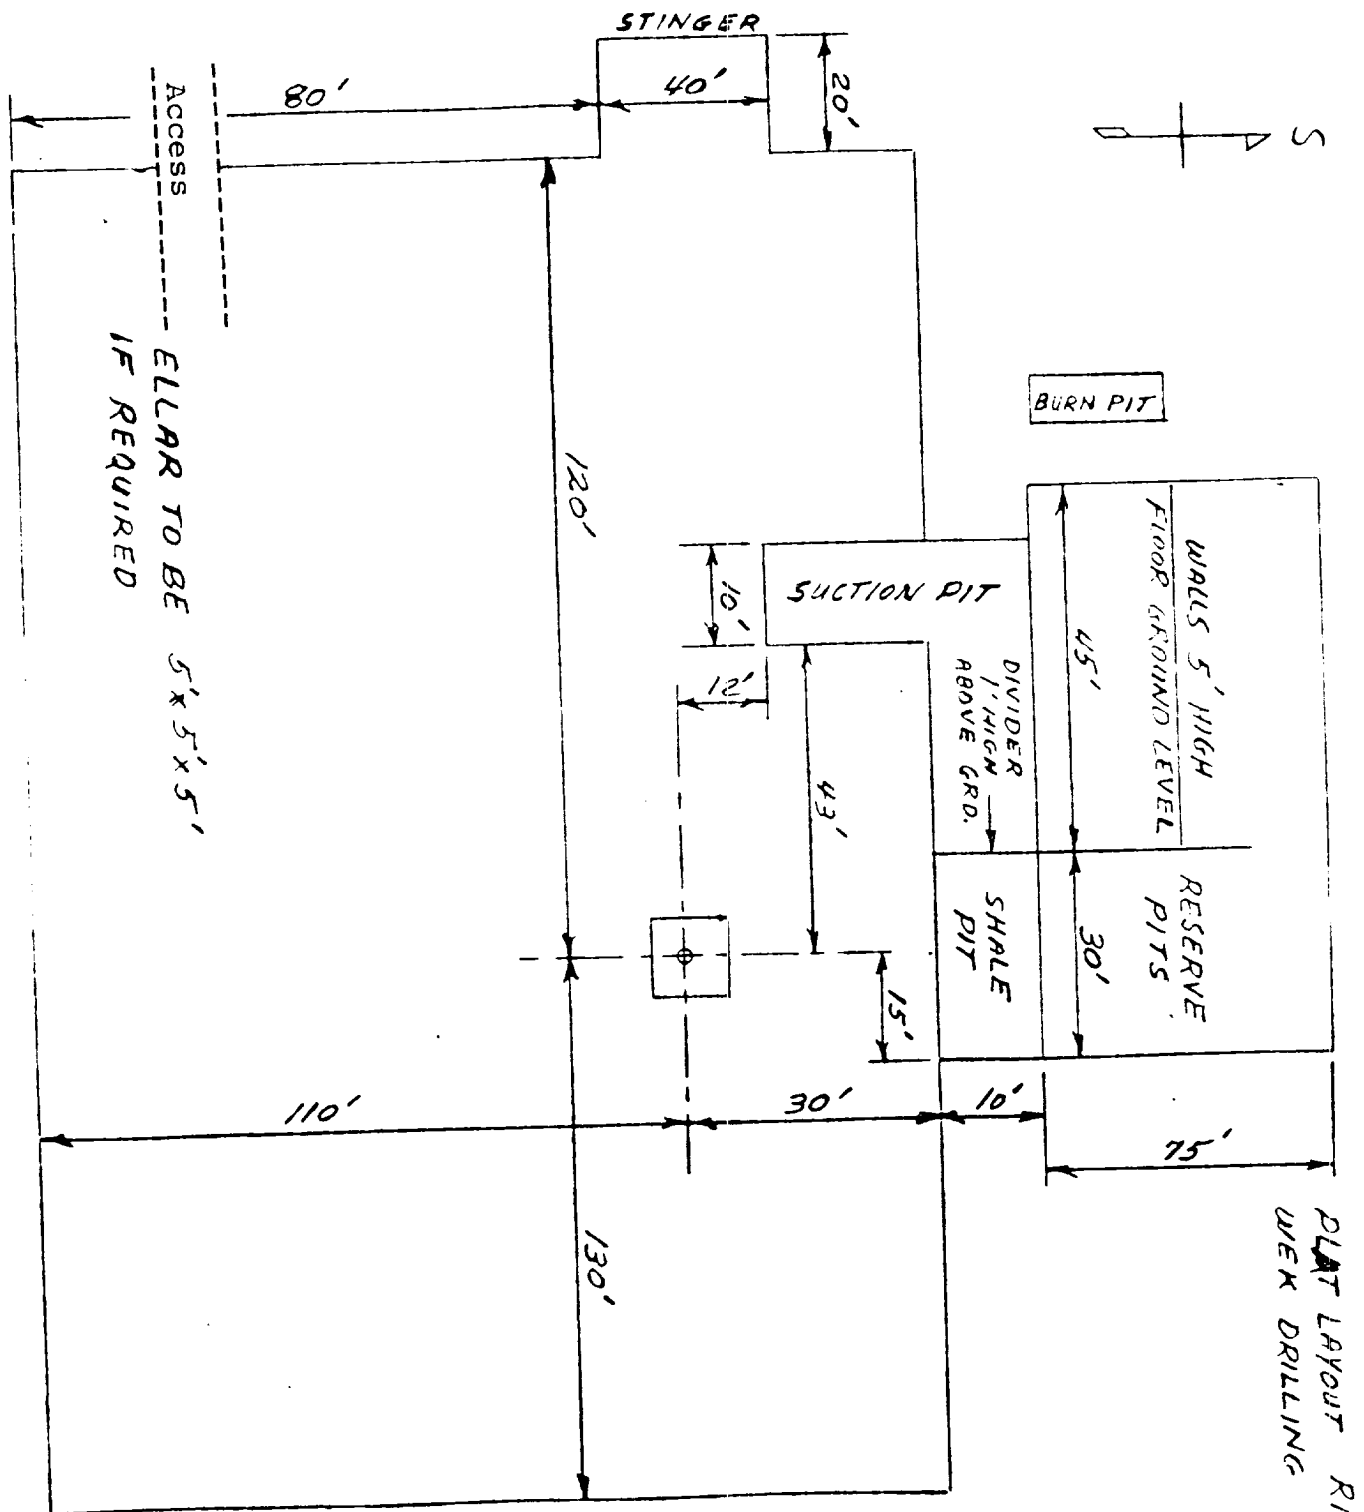 PLAT LAYOUT
WEK DRILLING
S
STINGER
20'
40'
80'
Access
BURN PIT
WALLS 5' HIGH
FLOOR GROUND LEVEL
45'
RESERVE
PITS
30'
SUCTION PIT
DIVIDER
1' HIGH
ABOVE GRD.
SHALE
PIT
10'
12'
43'
15'
120'
130'
110'
30'
10'
75'
ELLAR TO BE 5' x 5' x 5'
IF REQUIRED